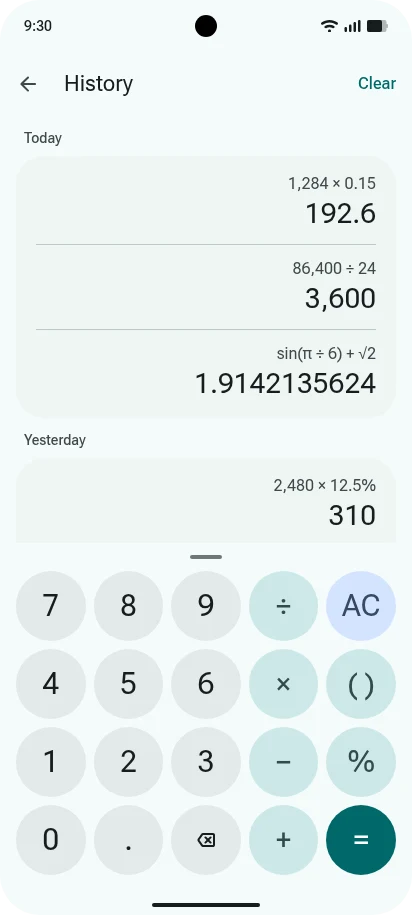 9:30
History
Clear
Today
1,284 × 0.15
192.6
86,400 ÷ 24
3,600
sin(π ÷ 6) + √2
1.9142135624
Yesterday
2,480 × 12.5%
310
7 8 9 ÷ AC
4 5 6 × ( )
1 2 3 − %
0 . + =